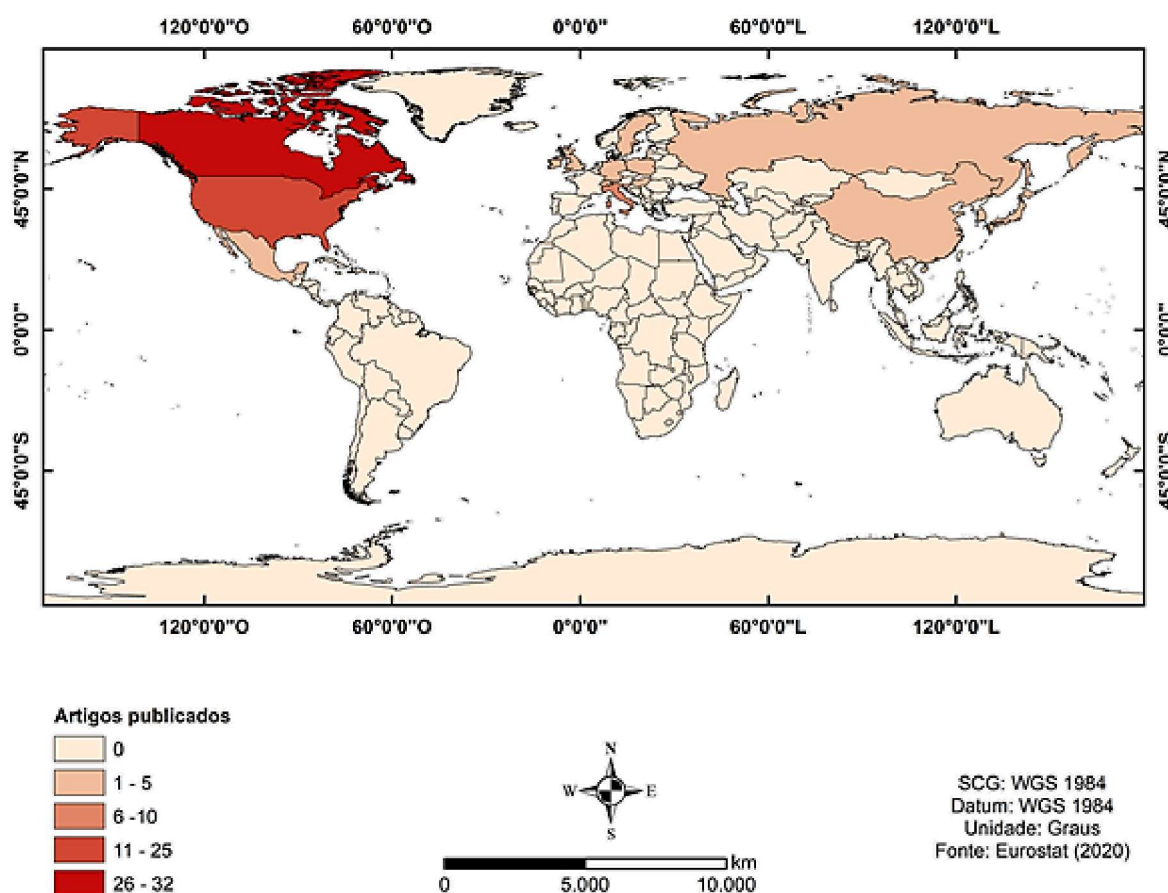 120°0'0"O 60°0'0"O 0°0'0" 60°0'0"L 120°0'0"L
45°0'0"N 45°0'0"N
0°0'0" 0°0'0"
45°0'0"S 45°0'0"S
120°0'0"O 60°0'0"O 0°0'0" 60°0'0"L 120°0'0"L
Artigos publicados
0
1 - 5
6 -10
11 - 25
26 - 32
N
W E
S
km
0 5.000 10.000
SCG: WGS 1984
Datum: WGS 1984
Unidade: Graus
Fonte: Eurostat (2020)